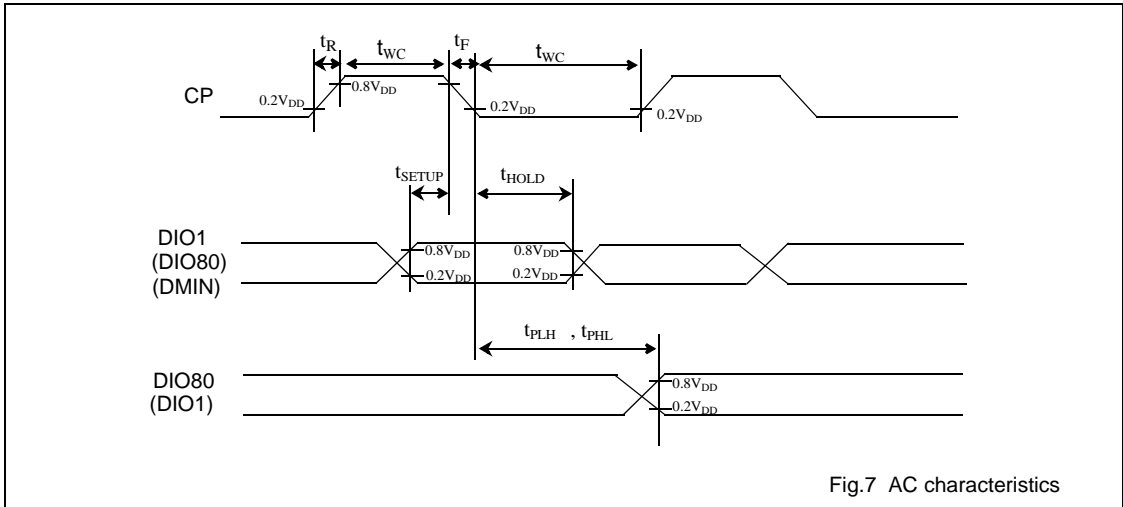 tR tWC tF tWC
CP
0.2VDD 0.8VDD 0.2VDD 0.2VDD
tSETUP tHOLD
DIO1
(DIO80)
(DMIN)
0.8VDD 0.8VDD
0.2VDD 0.2VDD
tPLH , tPHL
DIO80
(DIO1)
0.8VDD
0.2VDD
Fig.7 AC characteristics